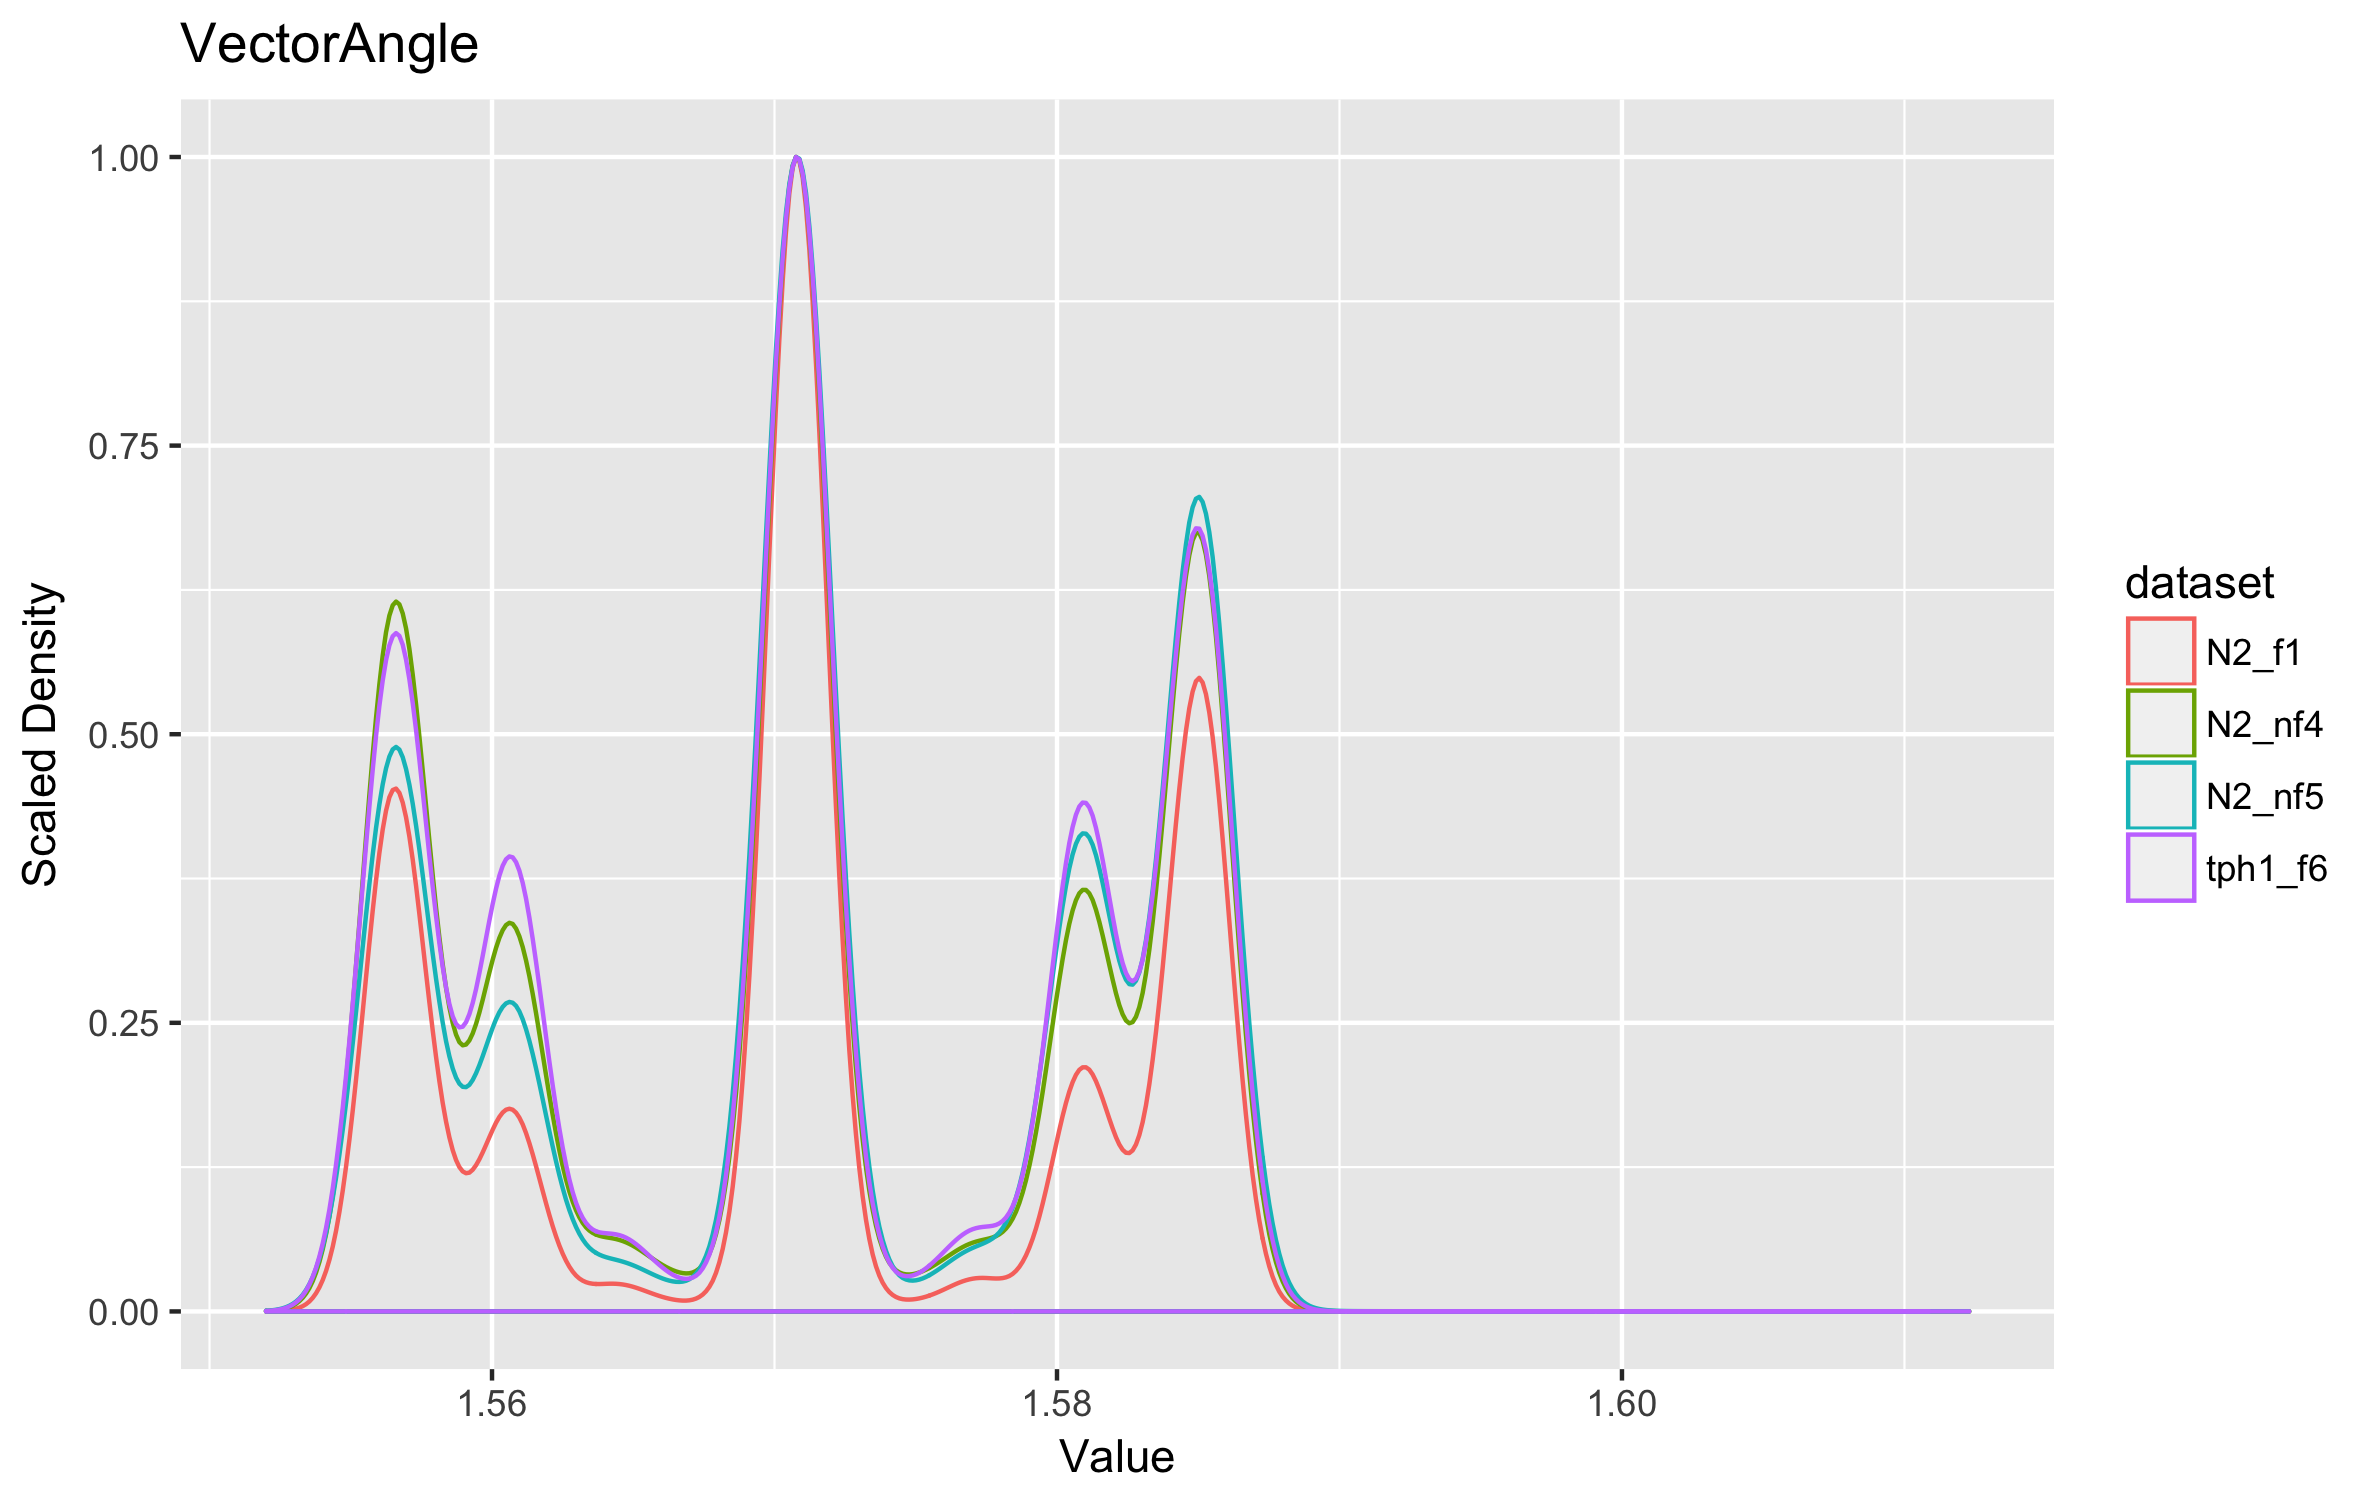 VectorAngle
1.00
0.75
0.50
0.25
0.00
Scaled Density
1.56
1.58
1.60
Value
dataset
N2_f1
N2_nf4
N2_nf5
tph1_f6